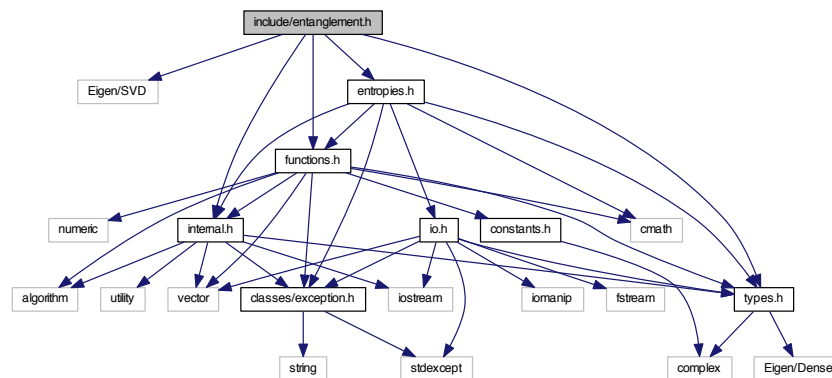 include/entanglement.h
Eigen/SVD
entropies.h
functions.h
numeric
internal.h
io.h
constants.h
cmath
algorithm
utility
vector
classes/exception.h
iostream
iomanip
fstream
types.h
string
stdexcept
complex
Eigen/Dense